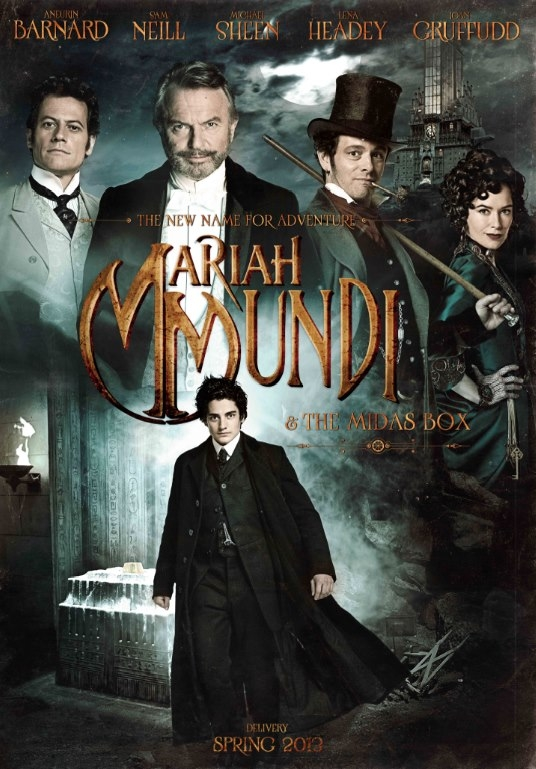 ANEURIN BARNARD SAM NEILL MICHAEL SHEEN LENA HEADEY IOAN GRUFFUDD
THE NEW NAME FOR ADVENTURE
MARIAH
MUNDI
& THE MIDAS BOX
DELIVERY
SPRING 2013